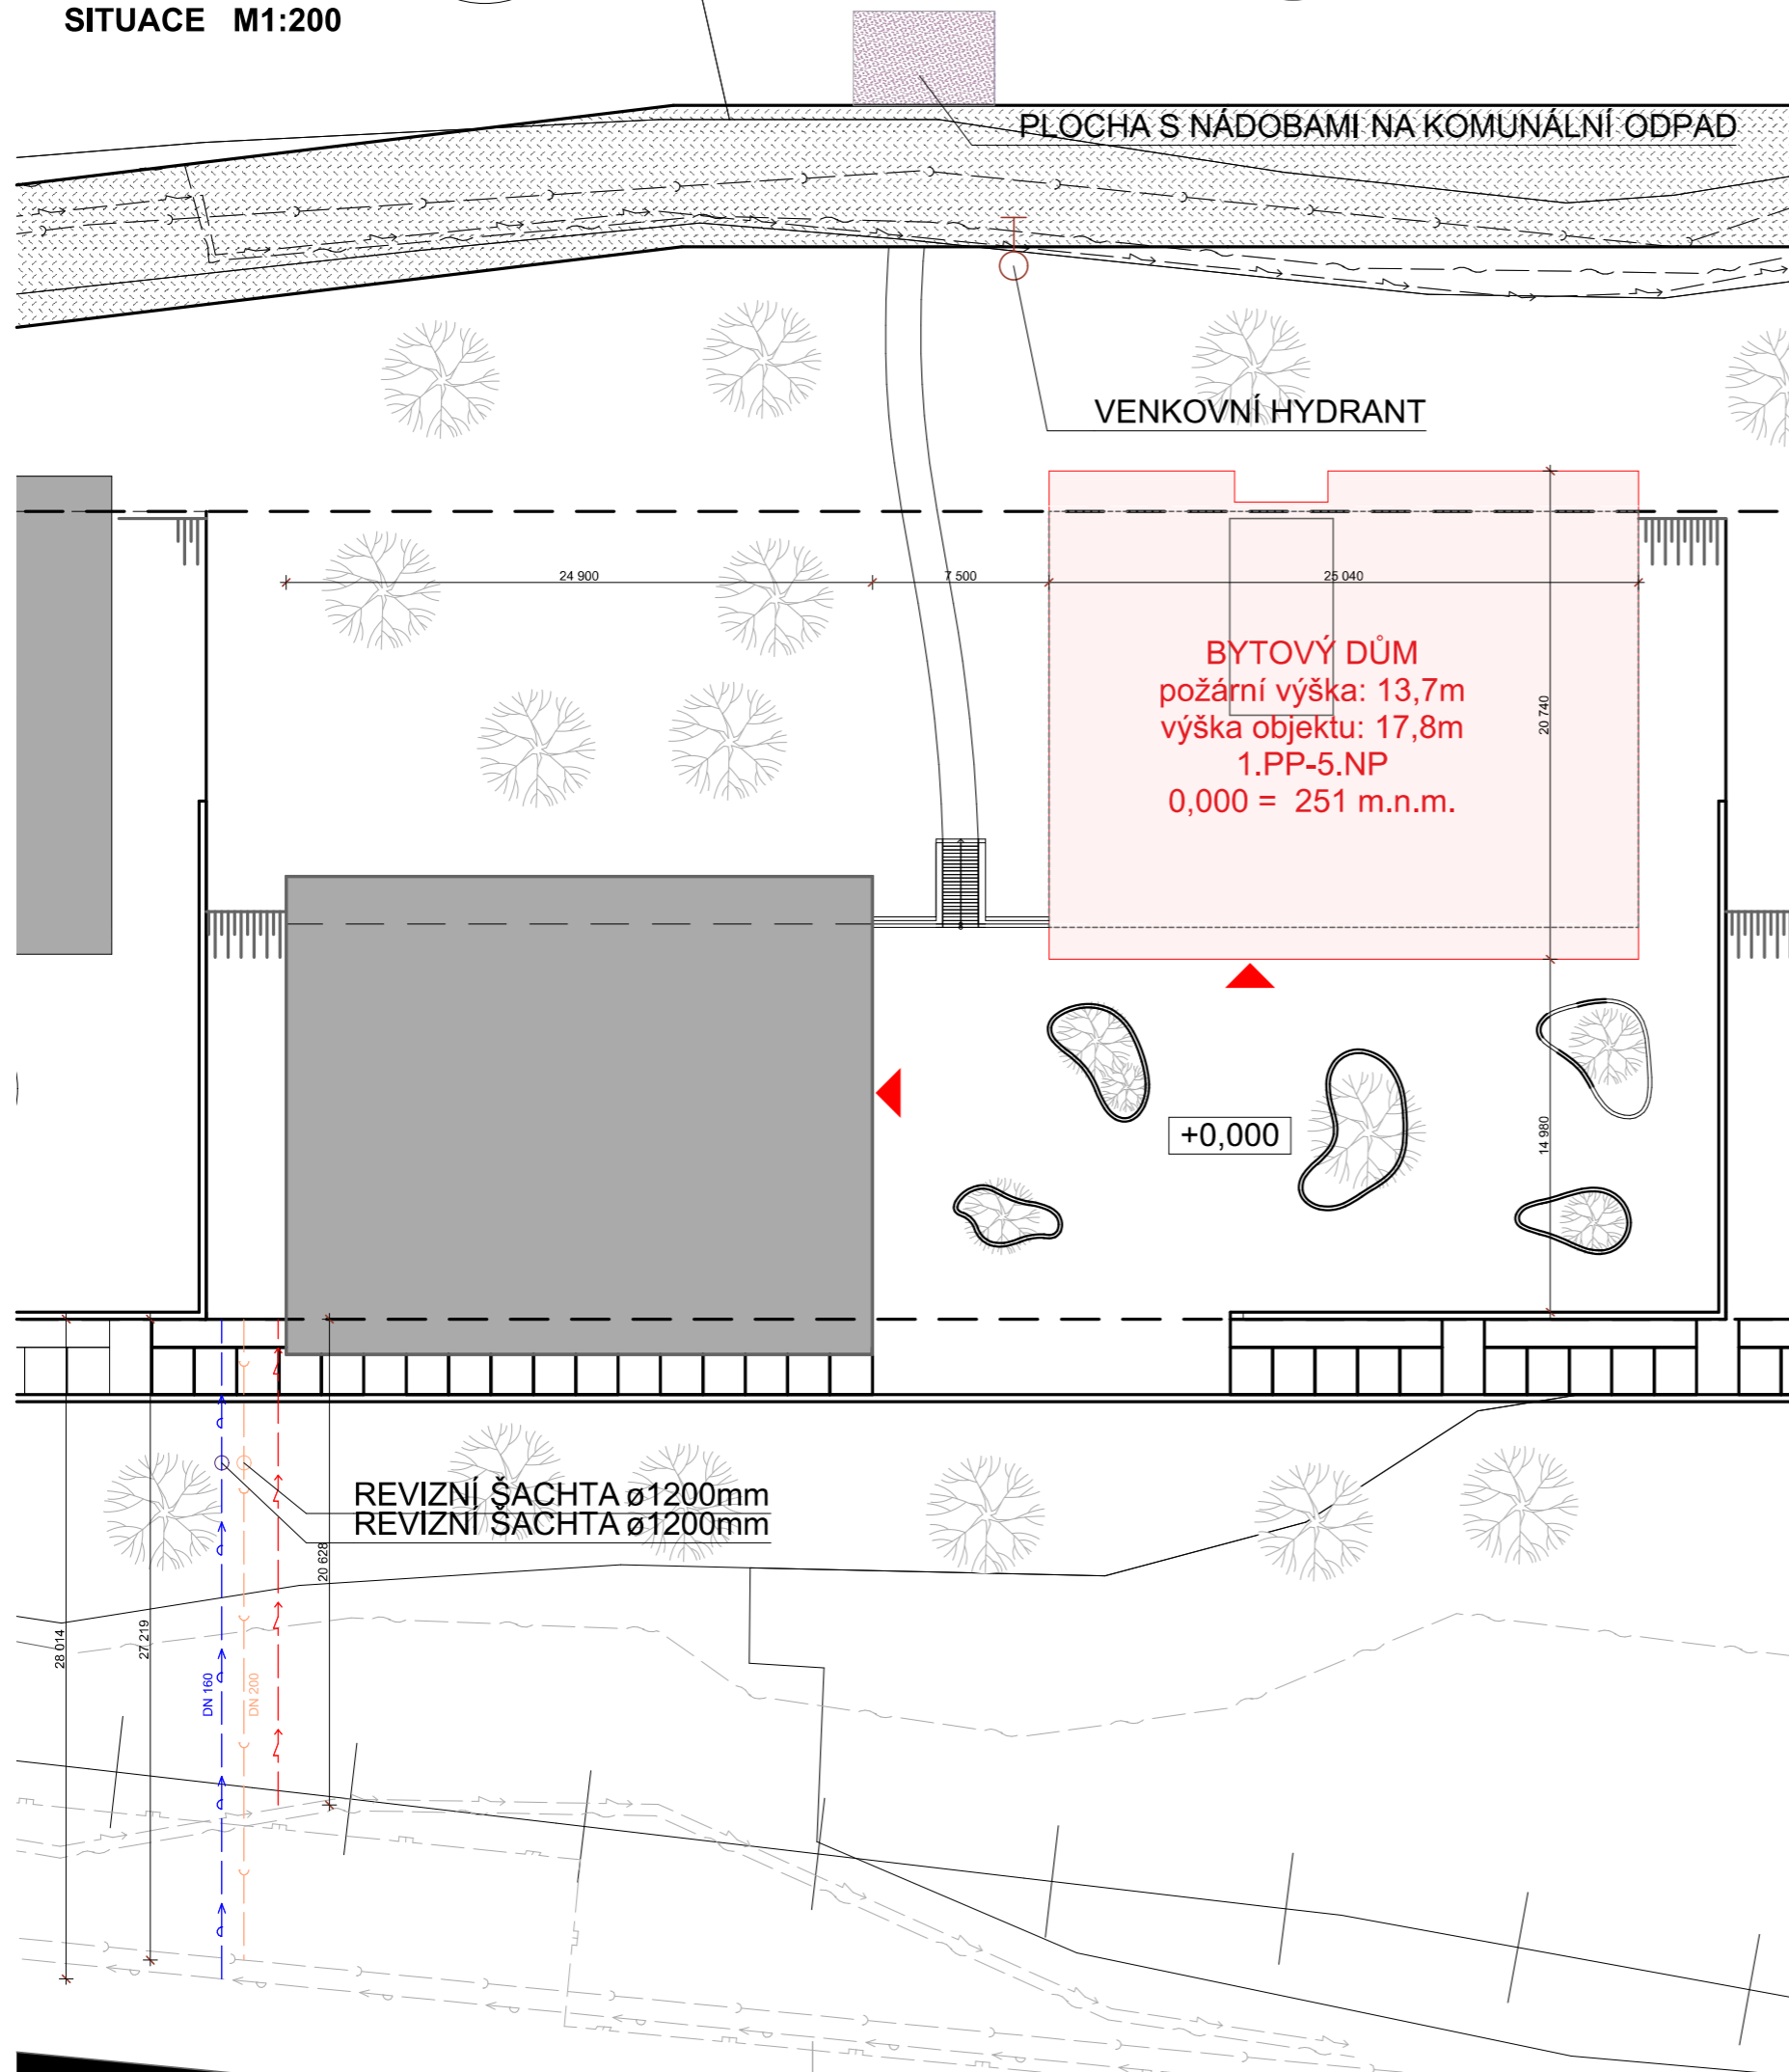 SITUACE M1:200
PLOCHA S NÁDOBAMI NA KOMUNÁLNÍ ODPAD
VENKOVNÍ HYDRANT
24 900
7 500
25 040
BYTOVÝ DŮM
požární výška: 13,7m
výška objektu: 17,8m
1.PP-5.NP
0,000 = 251 m.n.m.
20 740
+0,000
14 980
REVIZNÍ ŠACHTA ø1200mm
REVIZNÍ ŠACHTA ø1200mm
20 628
28 014
27 219
DN 160
DN 200